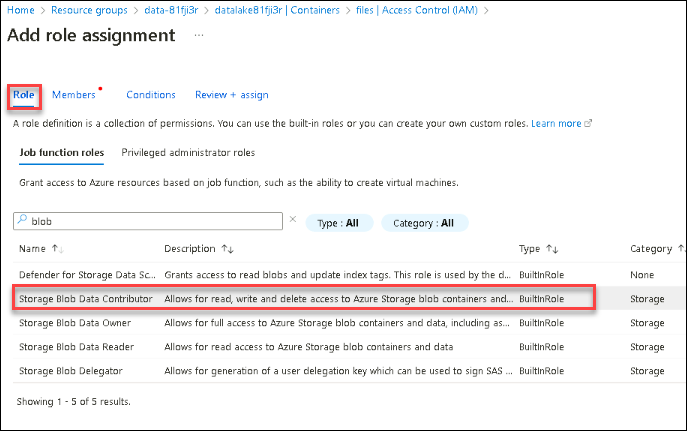 Home > Resource groups > data-81fji3r > datalake81fji3r | Containers > files | Access Control (IAM) >
Add role assignment ...
Role Members Conditions Review + assign
A role definition is a collection of permissions. You can use the built-in roles or you can create your own custom roles. Learn more
Job function roles Privileged administrator roles
Grant access to Azure resources based on job function, such as the ability to create virtual machines.
blob × Type : All Category : All
Name ↑↓ Description ↑↓ Type ↑↓ Category ↑↓
Defender for Storage Data Sc... Grants access to read blobs and update index tags. This role is used by the d... BuiltInRole None
Storage Blob Data Contributor Allows for read, write and delete access to Azure Storage blob containers and... BuiltInRole Storage
Storage Blob Data Owner Allows for full access to Azure Storage blob containers and data, including as... BuiltInRole Storage
Storage Blob Data Reader Allows for read access to Azure Storage blob containers and data BuiltInRole Storage
Storage Blob Delegator Allows for generation of a user delegation key which can be used to sign SAS ... BuiltInRole Storage
Showing 1 - 5 of 5 results.